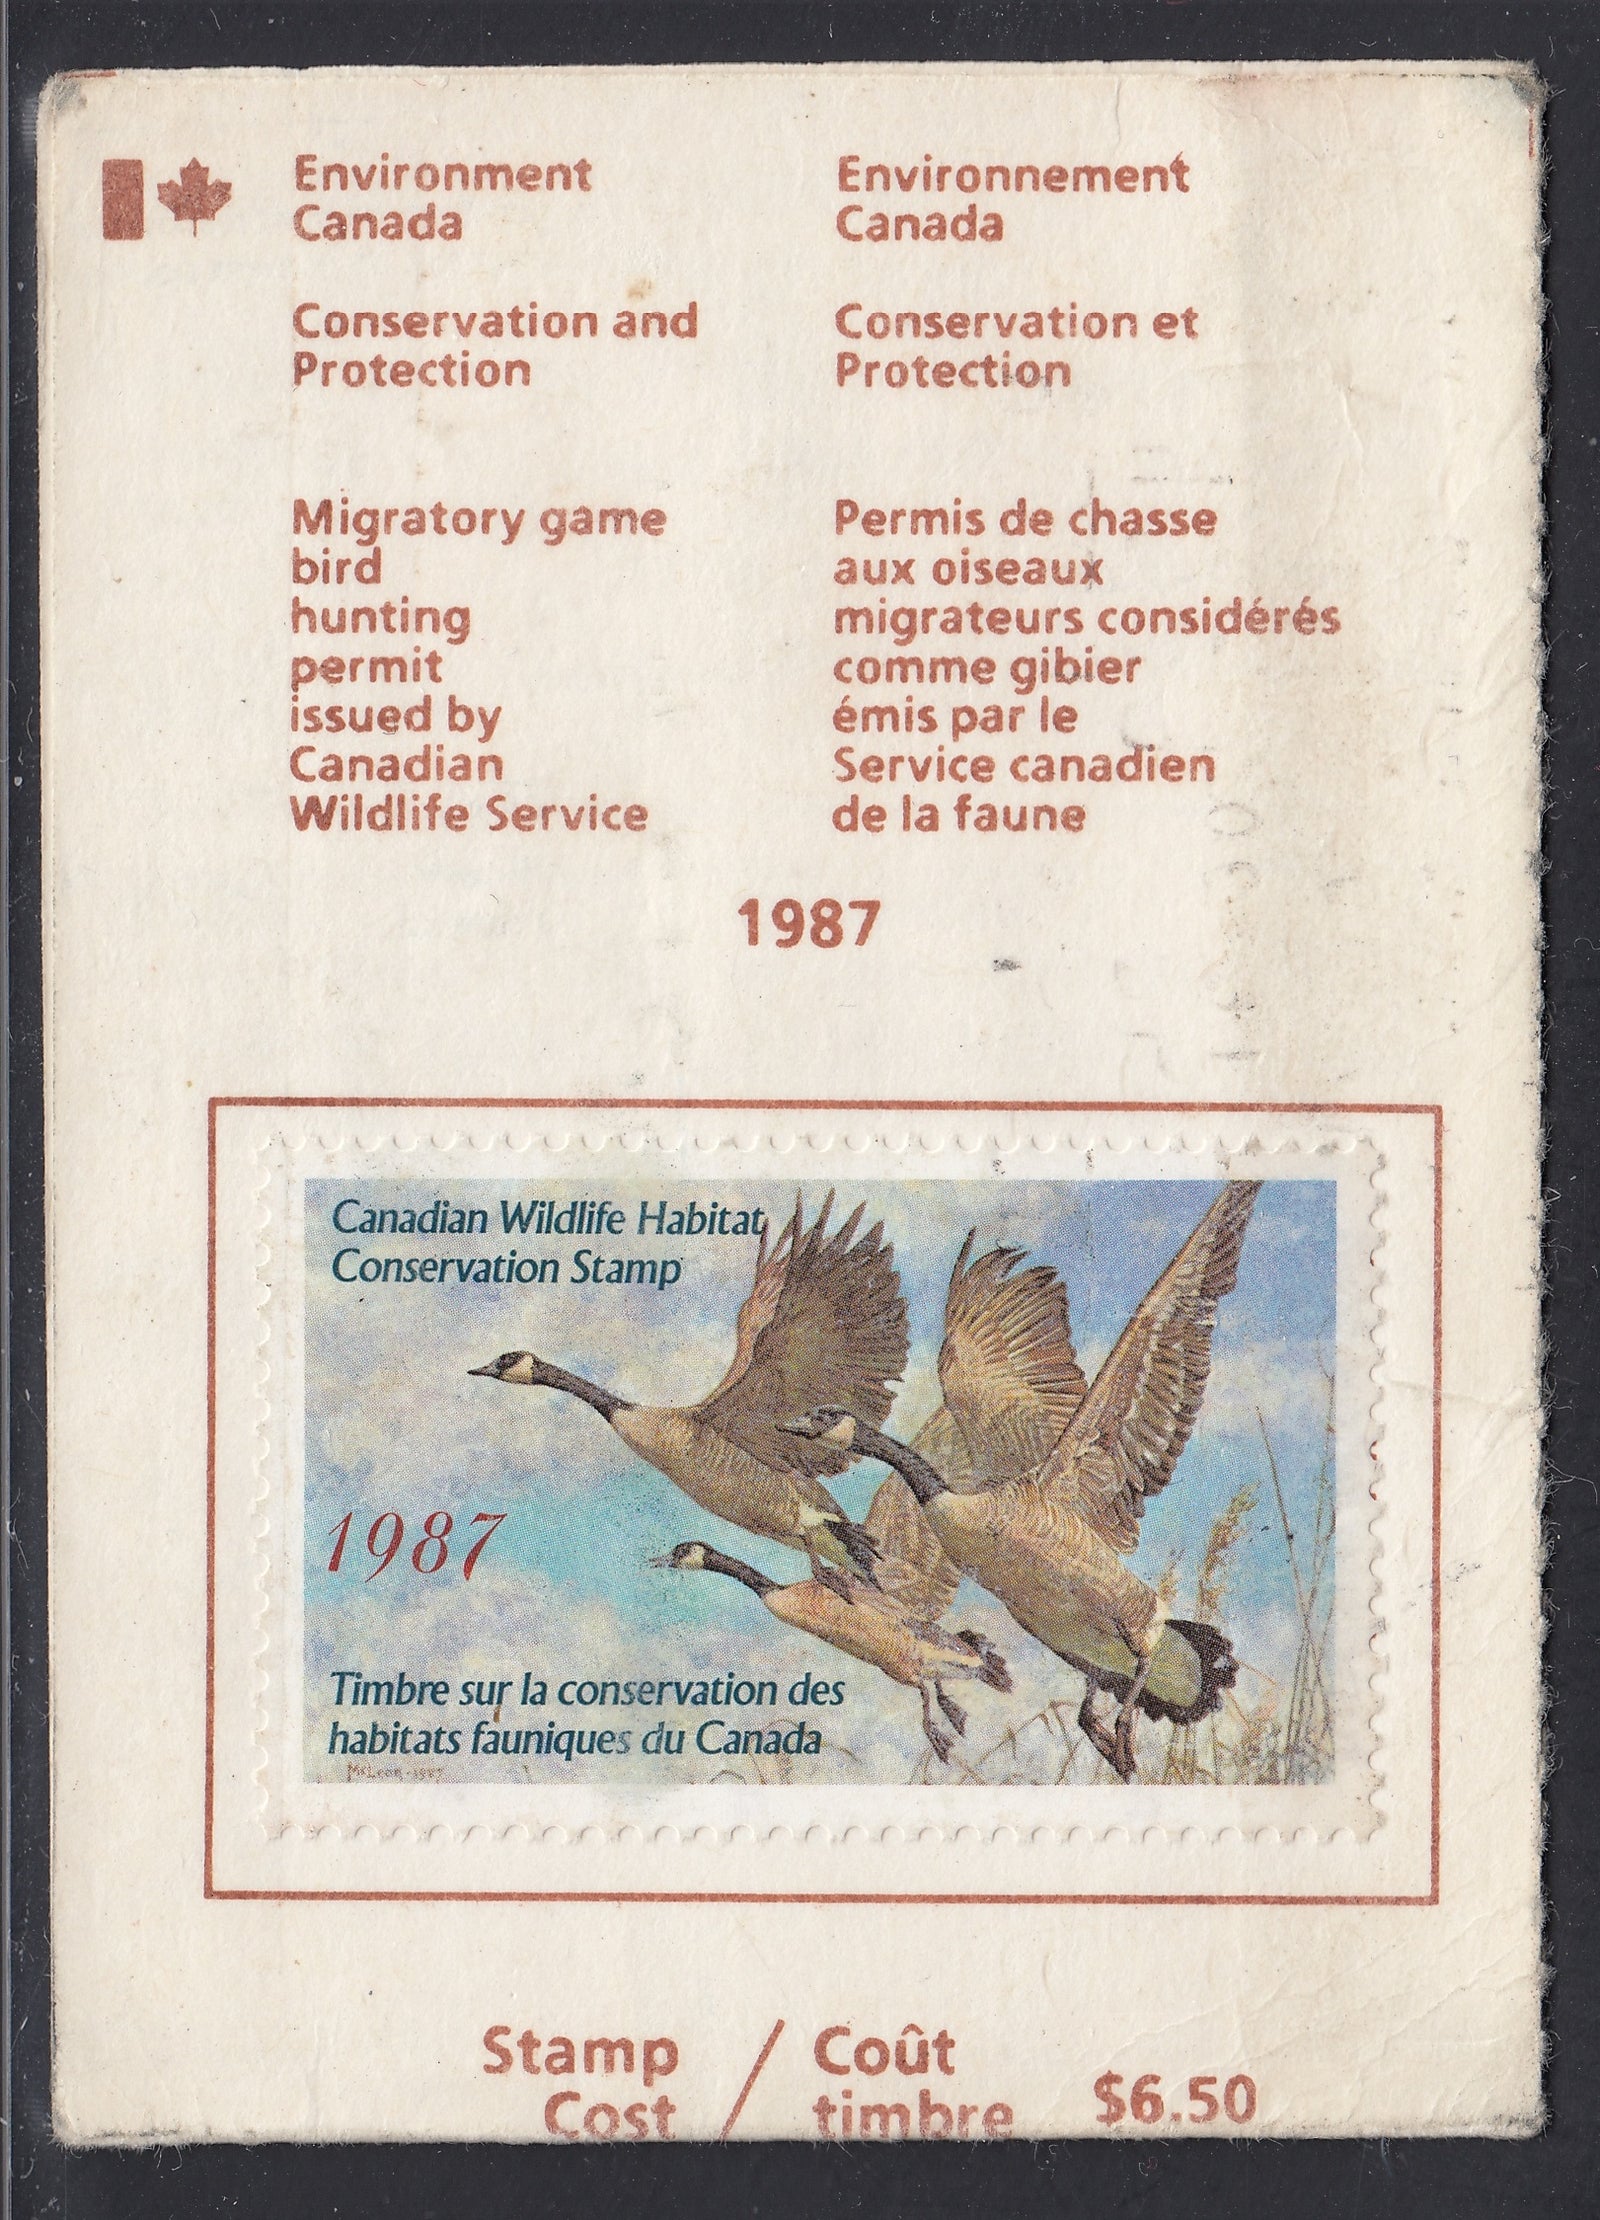 Environment
Canada
Environnement
Canada
Conservation and
Protection
Conservation et
Protection
Migratory game
bird
hunting
permit
issued by
Canadian
Wildlife Service
Permis de chasse
aux oiseaux
migrateurs considérés
comme gibier
émis par le
Service canadien
de la faune
1987
Canadian Wildlife Habitat
Conservation Stamp
1987
Timbre sur la conservation des
habitats fauniques du Canada
McLean-1987
Stamp
Cost
/
Coût
timbre
$6.50